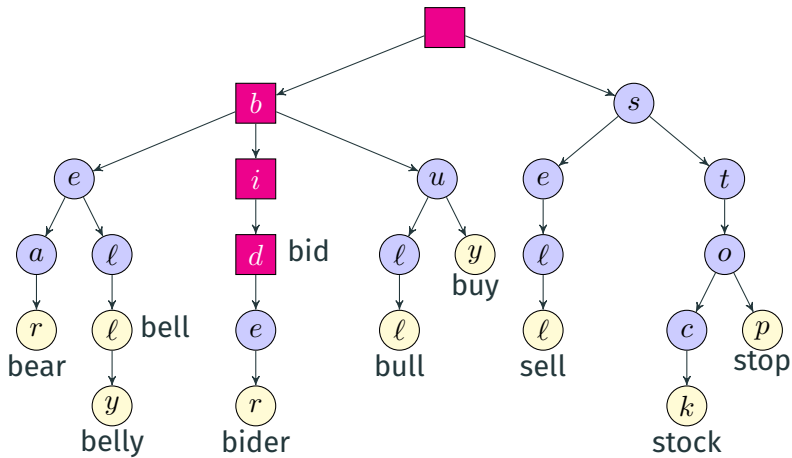 b s
e i u e t
a ℓ d bid ℓ y ℓ o
buy
r ℓ bell e ℓ ℓ c p
bear bull sell stop
y r k
belly bider stock